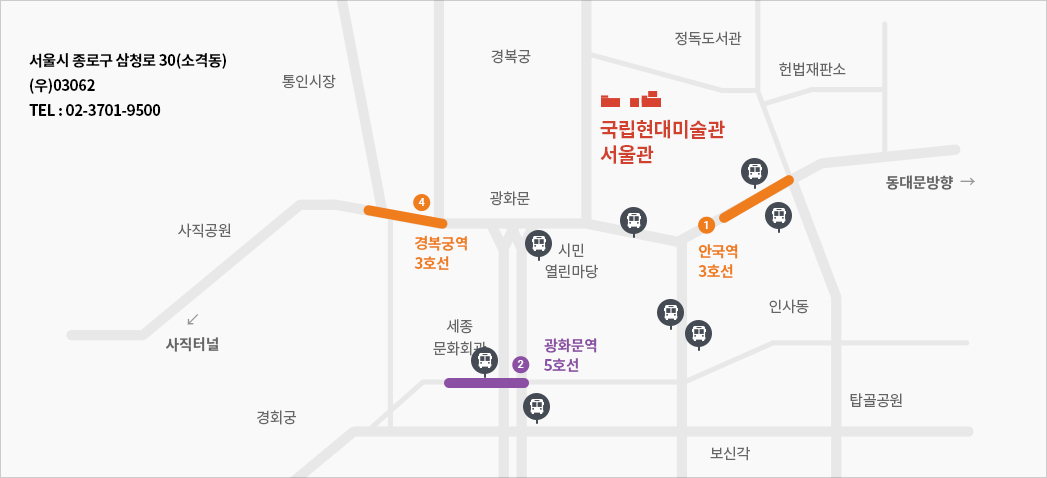 서울시 종로구 삼청로 30(소격동)
(우)03062
TEL : 02-3701-9500
통인시장
경복궁
정독도서관
헌법재판소
국립현대미술관
서울관
동대문방향 →
광화문
4
경복궁역
3호선
사직공원
시민
열린마당
1
안국역
3호선
인사동
↙
사직터널
세종
문화회관
2
광화문역
5호선
경희궁
탑골공원
보신각